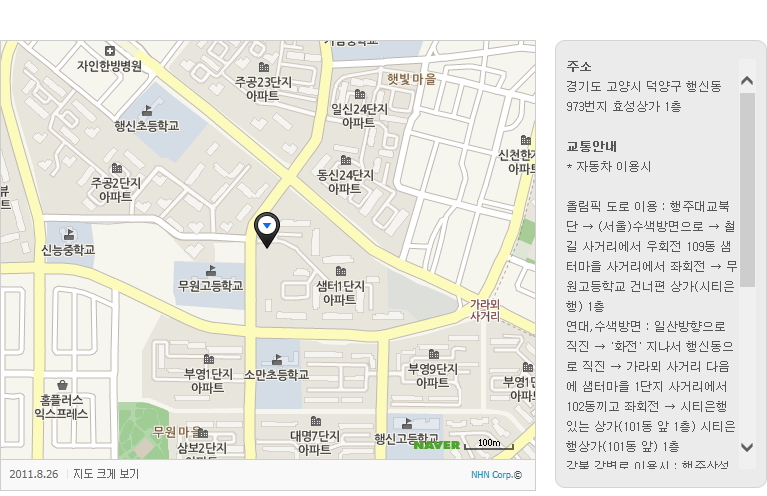 가람중학교
자인한방병원
햇빛 마을
주공23단지
아파트
일신24단지
아파트
행신초등학교
신천한
아파트
동신24단지
아파트
주공2단지
아파트
뷰
트
신능중학교
무원고등학교
샘터1단지
아파트
가라뫼
사거리
부영1단지
아파트
소만초등학교
부영9단지
아파트
부영1
아파
홈플러스
익스프레스
무원 마을
삼보2단지
아파트
대명7단지
아파트
행신고등학교
NAVER
100m
2011.8.26
지도 크게 보기
NHN Corp.©
주소
경기도 고양시 덕양구 행신동
973번지 효성상가 1층
교통안내
* 자동차 이용시
올림픽 도로 이용 : 행주대교북
단 → (서울)수색방면으로 → 철
길 사거리에서 우회전 109동 샘
터마을 사거리에서 좌회전 → 무
원고등학교 건너편 상가(시티은
행) 1층
연대,수색방면 : 일산방향으로
직진 → '화전' 지나서 행신동으
로 직진 → 가라뫼 사거리 다음
에 샘터마을 1단지 사거리에서
102동끼고 좌회전 → 시티은행
있는 상가(101동 앞 1층) 시티은
행상가(101동 앞) 1층
강북 강변로 이용시 : 행주산성